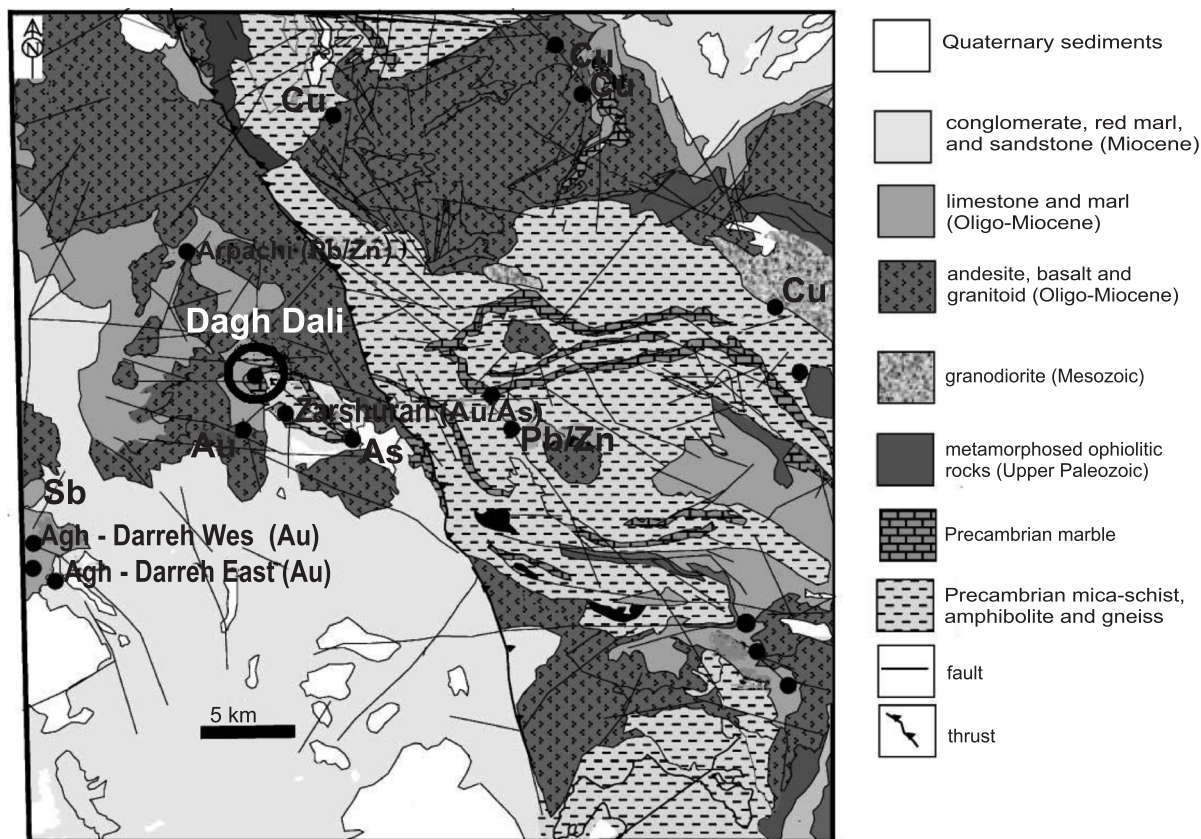 N
Cu
Cu
Cu
Arpachi (Pb/Zn)
Cu
Dagh Dali
Zarshuran (Au/As)
Au
As
Pb/Zn
Sb
Agh - Darreh Wes (Au)
Agh - Darreh East (Au)
5 km
Quaternary sediments
conglomerate, red marl,
and sandstone (Miocene)
limestone and marl
(Oligo-Miocene)
andesite, basalt and
granitoid (Oligo-Miocene)
granodiorite (Mesozoic)
metamorphosed ophiolitic
rocks (Upper Paleozoic)
Precambrian marble
Precambrian mica-schist,
amphibolite and gneiss
fault
thrust